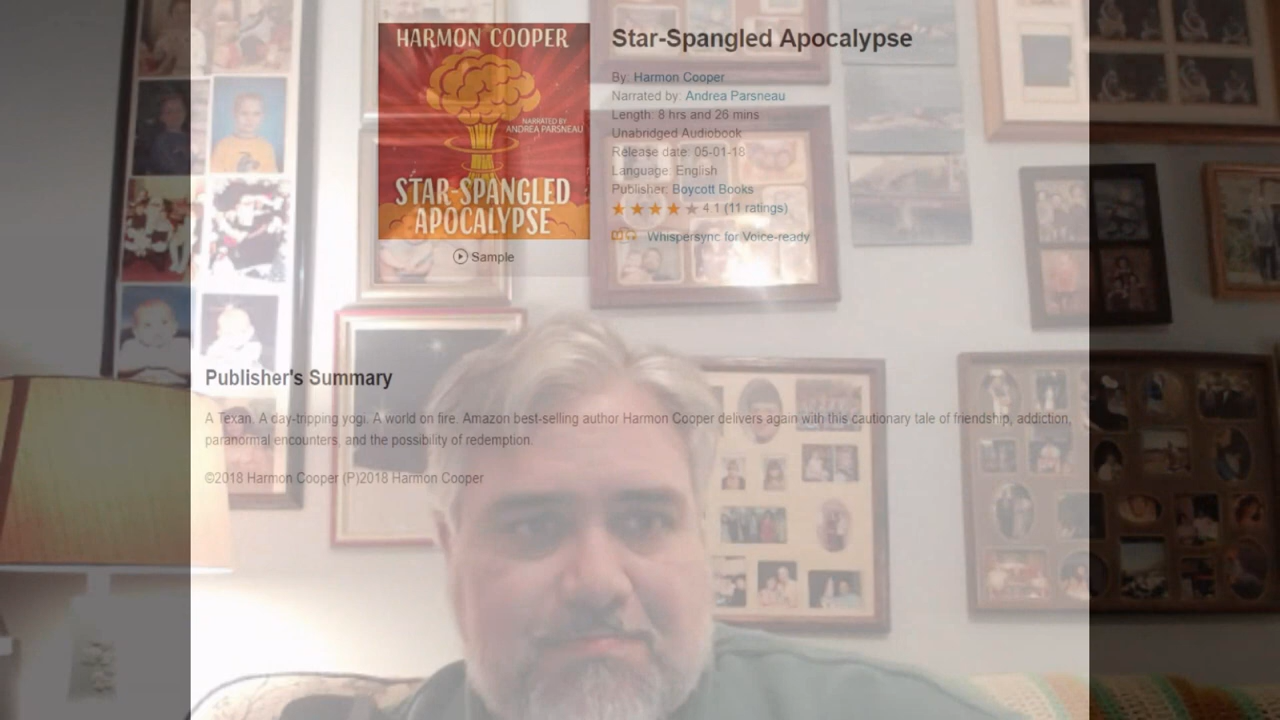 HARMON COOPER
NARRATED BY
ANDREA PARSNEAU
STAR-SPANGLED
APOCALYPSE
Sample
Star-Spangled Apocalypse
By: Harmon Cooper
Narrated by: Andrea Parsneau
Length: 8 hrs and 26 mins
Unabridged Audiobook
Release date: 05-01-18
Language: English
Publisher: Boycott Books
4.1 (11 ratings)
Whispersync for Voice-ready
Publisher's Summary
A Texan. A day-tripping yogi. A world on fire. Amazon best-selling author Harmon Cooper delivers again with this cautionary tale of friendship, addiction,
paranormal encounters, and the possibility of redemption.
©2018 Harmon Cooper (P)2018 Harmon Cooper